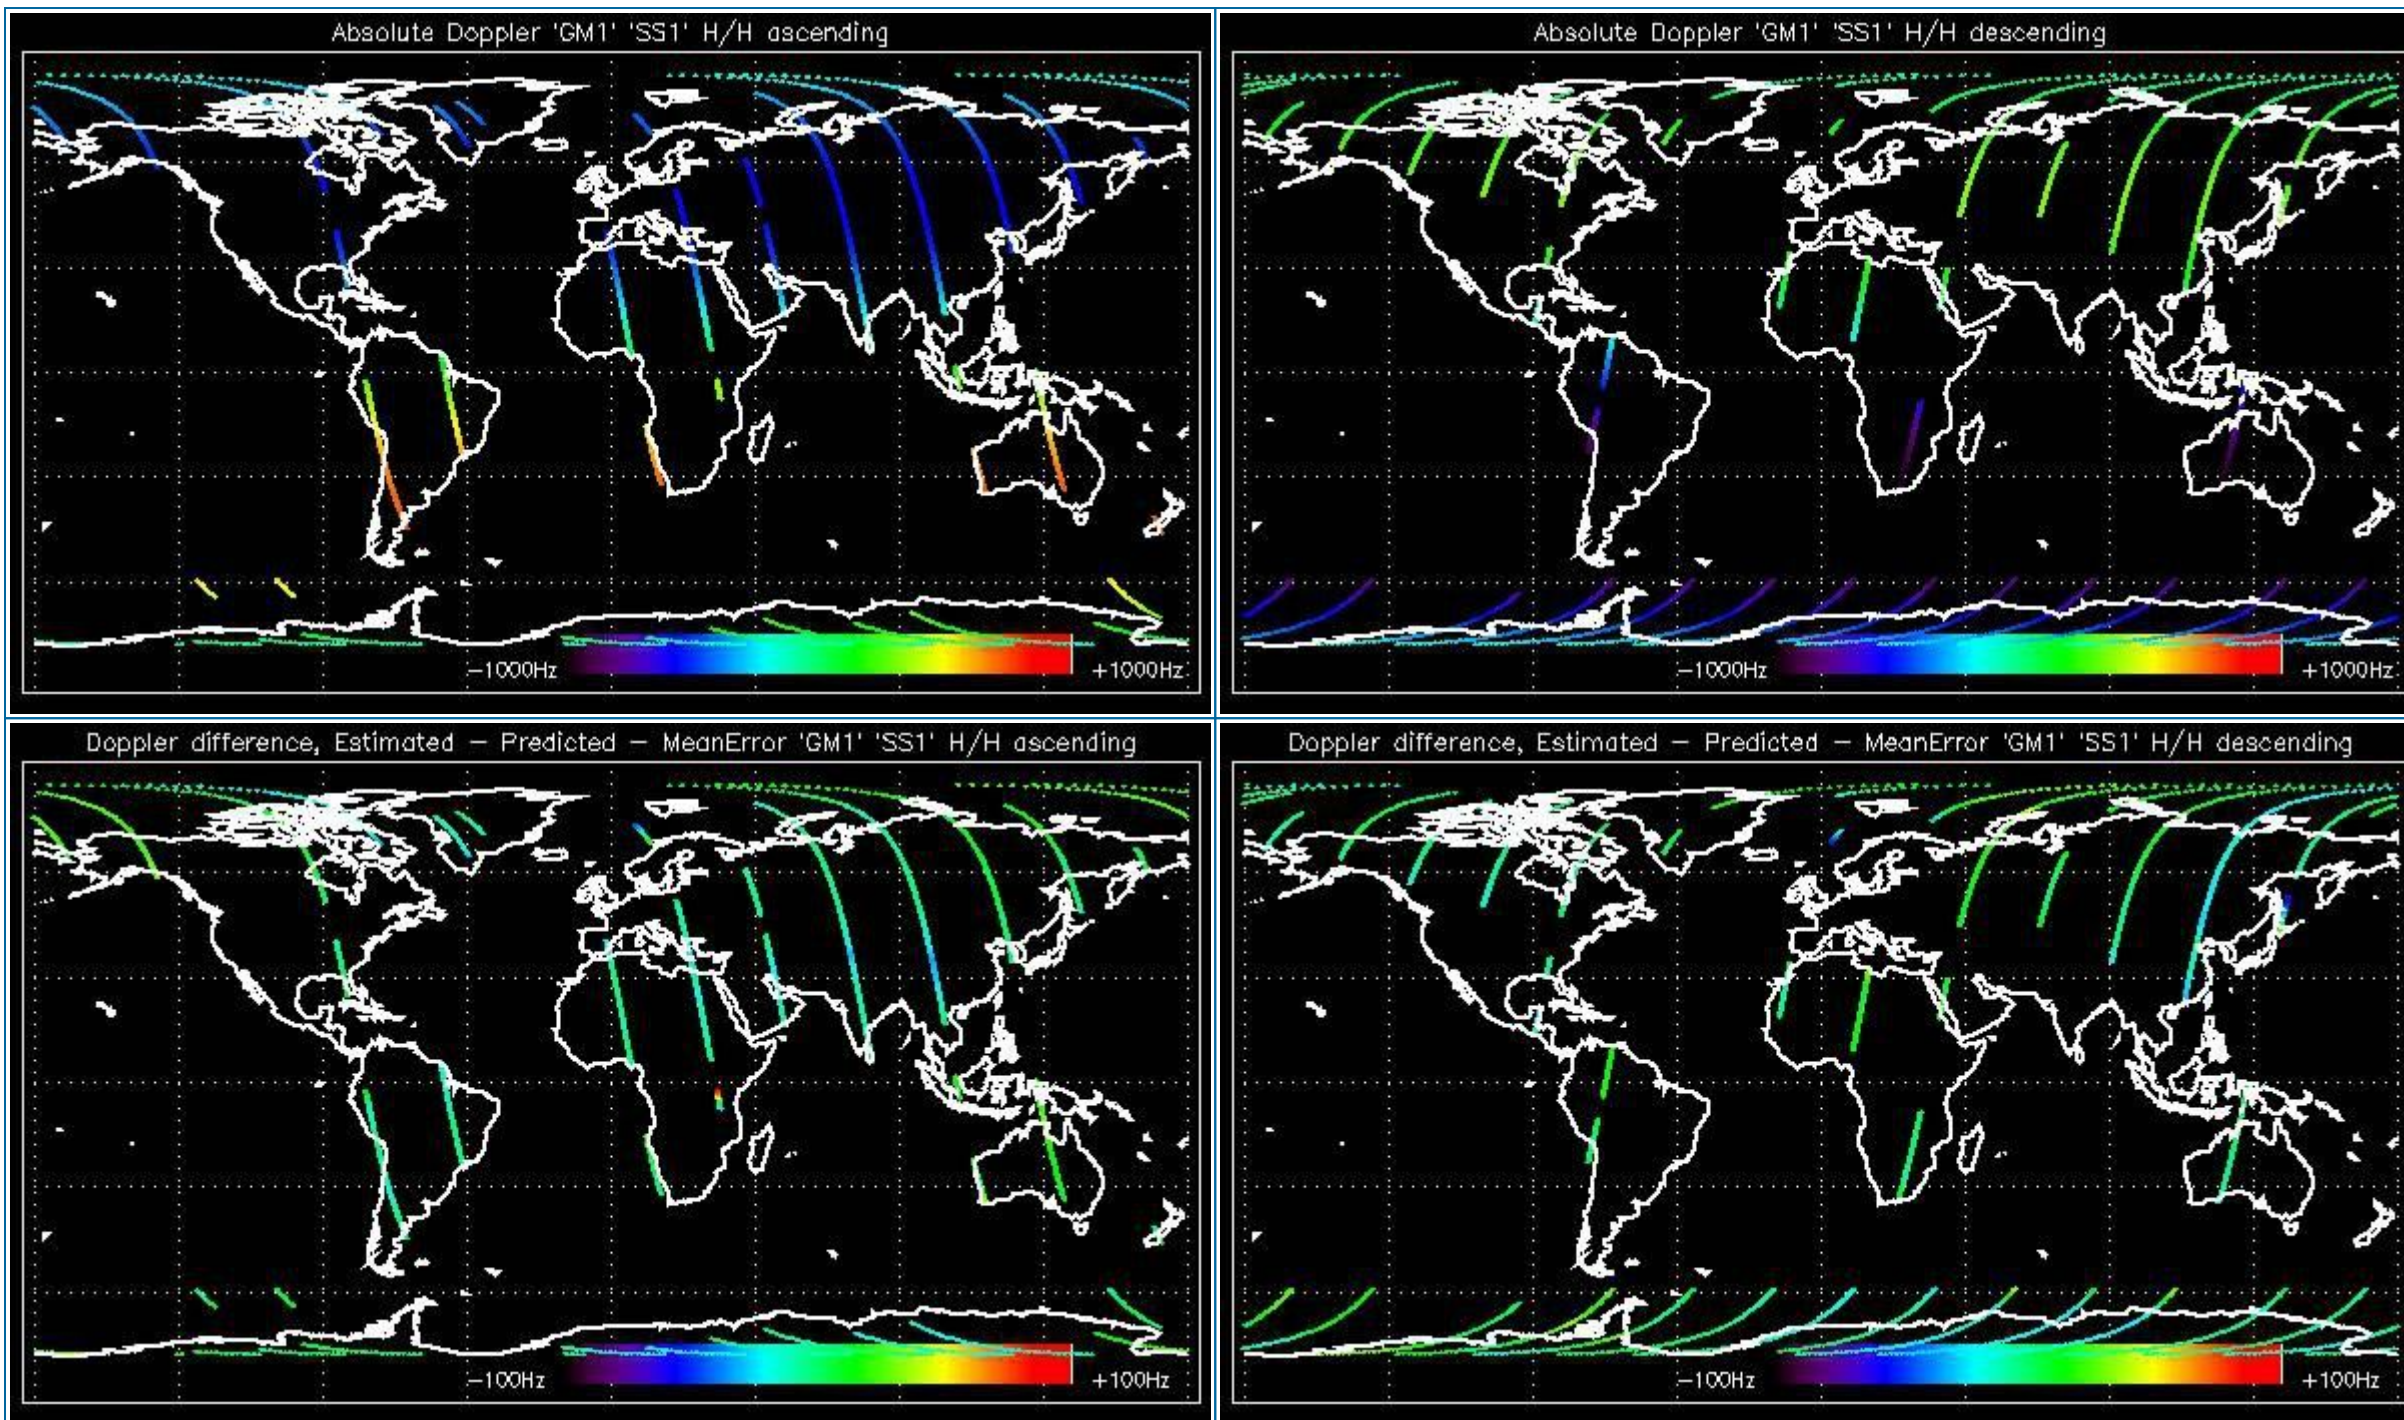 Absolute Doppler 'GM1' 'SS1' H/H ascending
-1000Hz
+1000Hz
Absolute Doppler 'GM1' 'SS1' H/H descending
-1000Hz
+1000Hz
Doppler difference, Estimated - Predicted - MeanError 'GM1' 'SS1' H/H ascending
-100Hz
+100Hz
Doppler difference, Estimated - Predicted - MeanError 'GM1' 'SS1' H/H descending
-100Hz
+100Hz